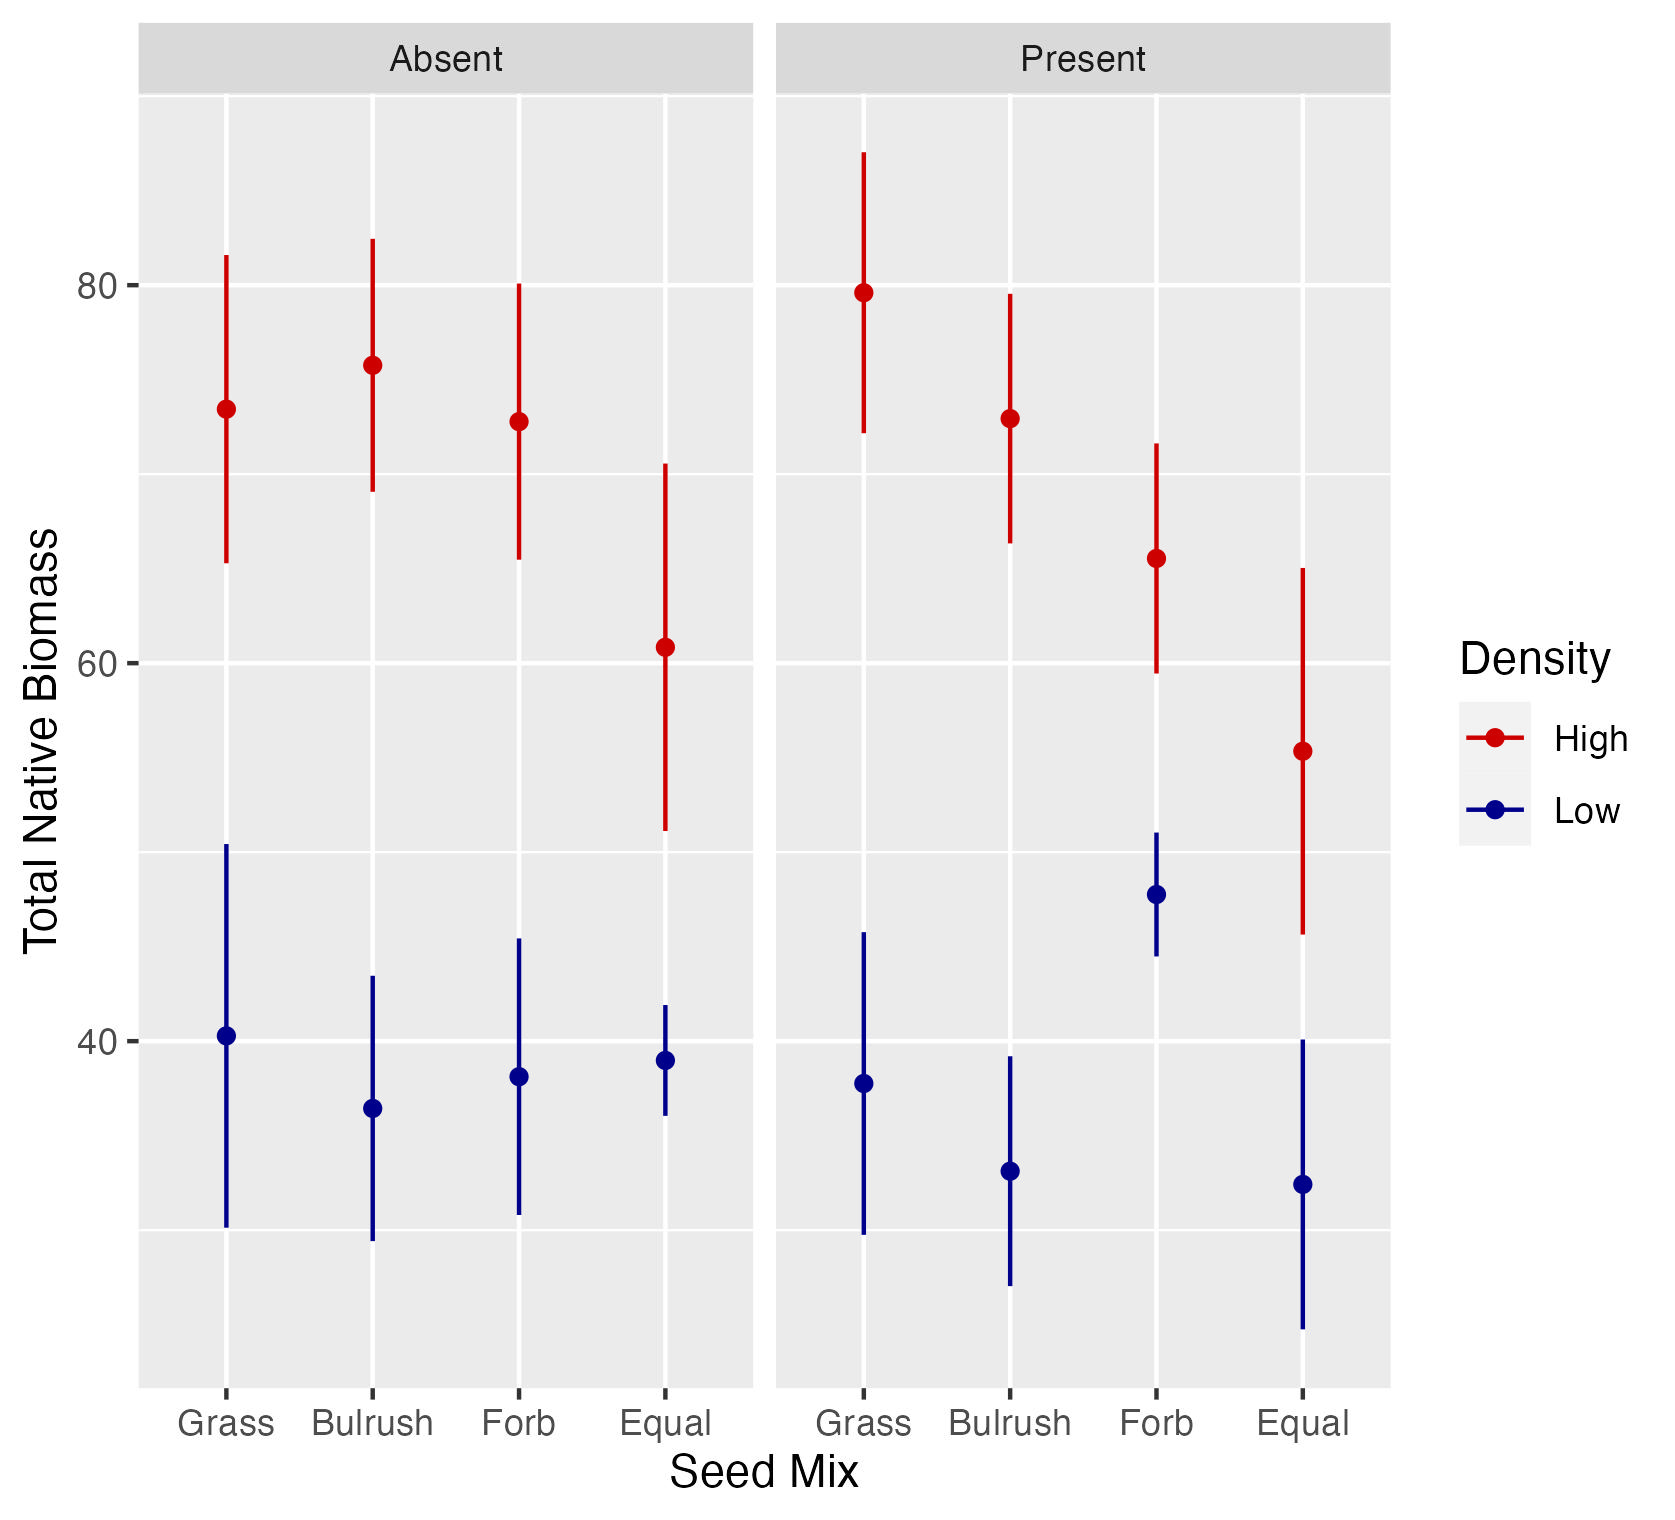 Absent
Present
80
60
40
Total Native Biomass
Grass Bulrush Forb Equal
Grass Bulrush Forb Equal
Seed Mix
Density
High
Low